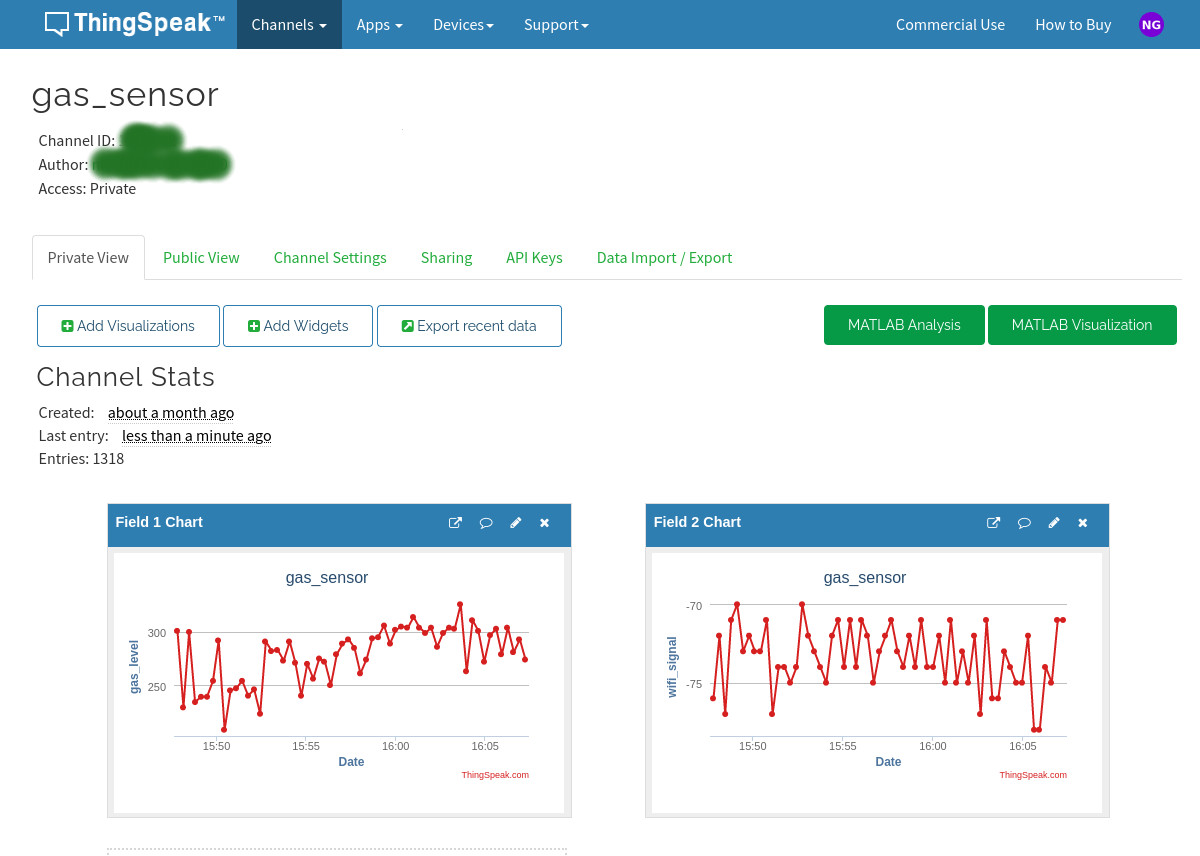 ThingSpeak™ Channels Apps Devices Support Commercial Use How to Buy NG
gas_sensor
Channel ID:
Author:
Access: Private
Private View Public View Channel Settings Sharing API Keys Data Import / Export
Add Visualizations Add Widgets Export recent data MATLAB Analysis MATLAB Visualization
Channel Stats
Created: about a month ago
Last entry: less than a minute ago
Entries: 1318
Field 1 Chart
gas_sensor
gas_level
300
250
15:50 15:55 16:00 16:05
Date
ThingSpeak.com
Field 2 Chart
gas_sensor
wifi_signal
-70
-75
15:50 15:55 16:00 16:05
Date
ThingSpeak.com